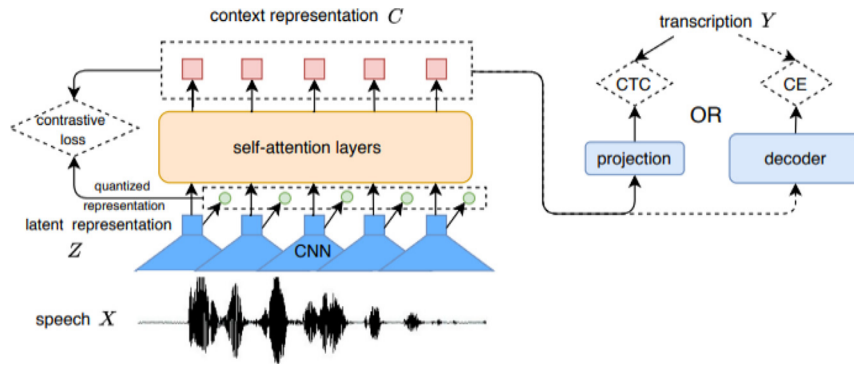 context representation C
transcription Y
CTC
CE
contrastive
loss
OR
self-attention layers
projection
decoder
quantized
representation
latent representation
Z
CNN
speech X